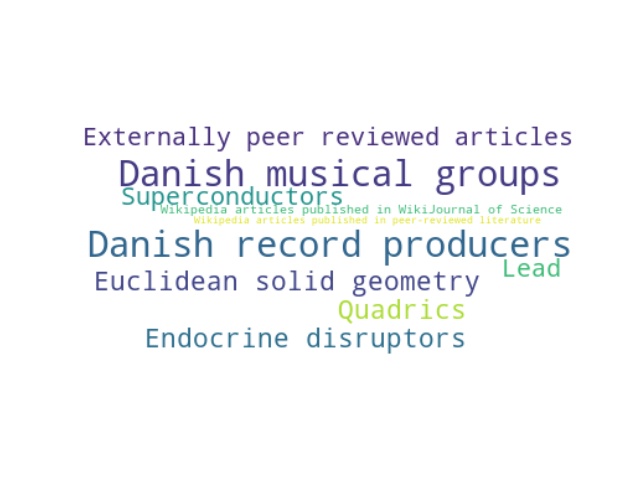 Externally peer reviewed articles
Danish musical groups
Superconductors
Wikipedia articles published in WikiJournal of Science
Wikipedia articles published in peer-reviewed literature
Danish record producers
Lead
Euclidean solid geometry
Quadrics
Endocrine disruptors